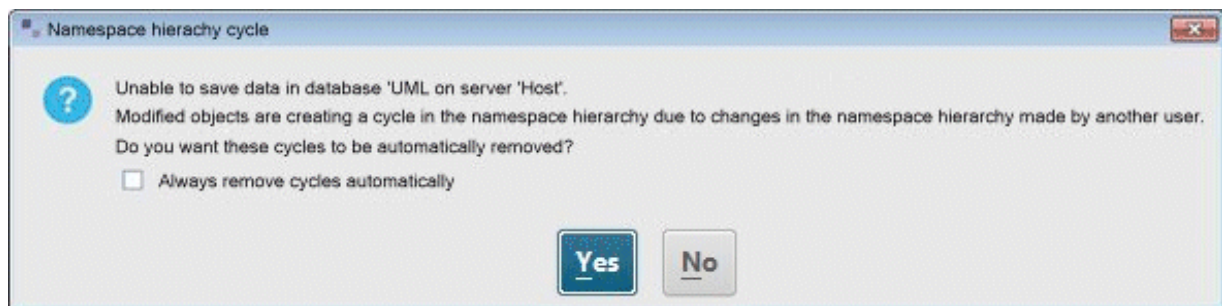 Namespace hierachy cycle
Unable to save data in database 'UML on server 'Host'.
Modified objects are creating a cycle in the namespace hierarchy due to changes in the namespace hierarchy made by another user.
Do you want these cycles to be automatically removed?
Always remove cycles automatically
Yes No